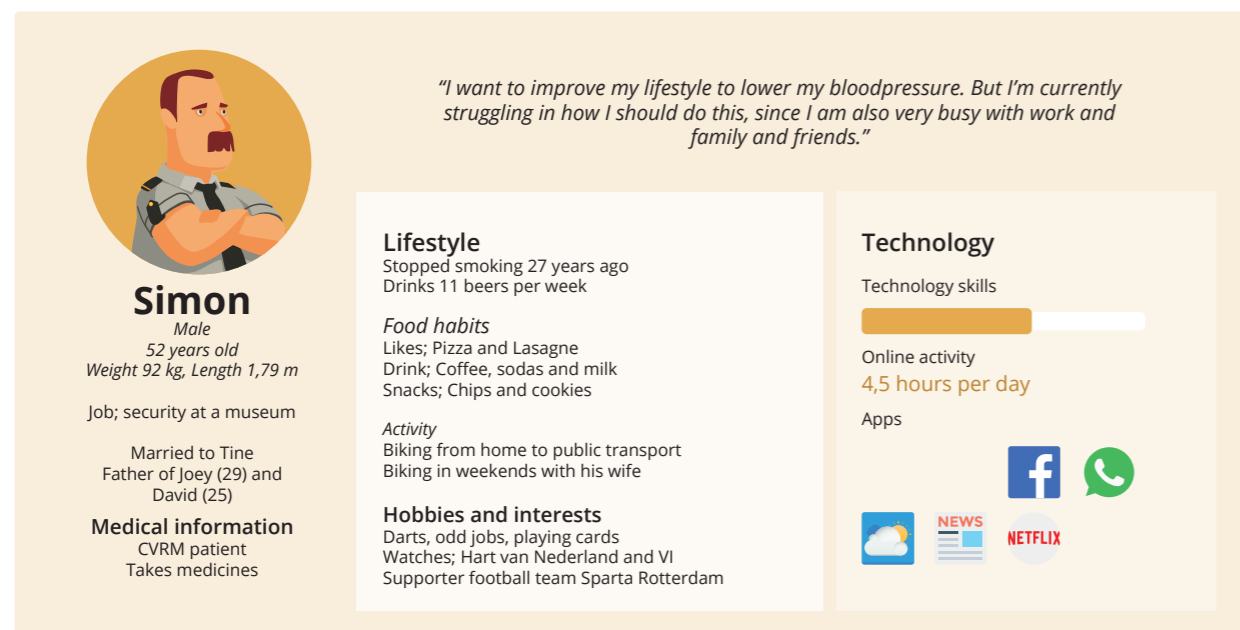 “I want to improve my lifestyle to lower my bloodpressure. But I’m currently
struggling in how I should do this, since I am also very busy with work and
family and friends.”
Simon
Male
52 years old
Weight 92 kg, Length 1,79 m
Job; security at a museum
Married to Tine
Father of Joey (29) and
David (25)
Medical information
CVRM patient
Takes medicines
Lifestyle
Stopped smoking 27 years ago
Drinks 11 beers per week
Food habits
Likes; Pizza and Lasagne
Drink; Coffee, sodas and milk
Snacks; Chips and cookies
Activity
Biking from home to public transport
Biking in weekends with his wife
Hobbies and interests
Darts, odd jobs, playing cards
Watches; Hart van Nederland and VI
Supporter football team Sparta Rotterdam
Technology
Technology skills
Online activity
4,5 hours per day
Apps
NEWS
NETFLIX